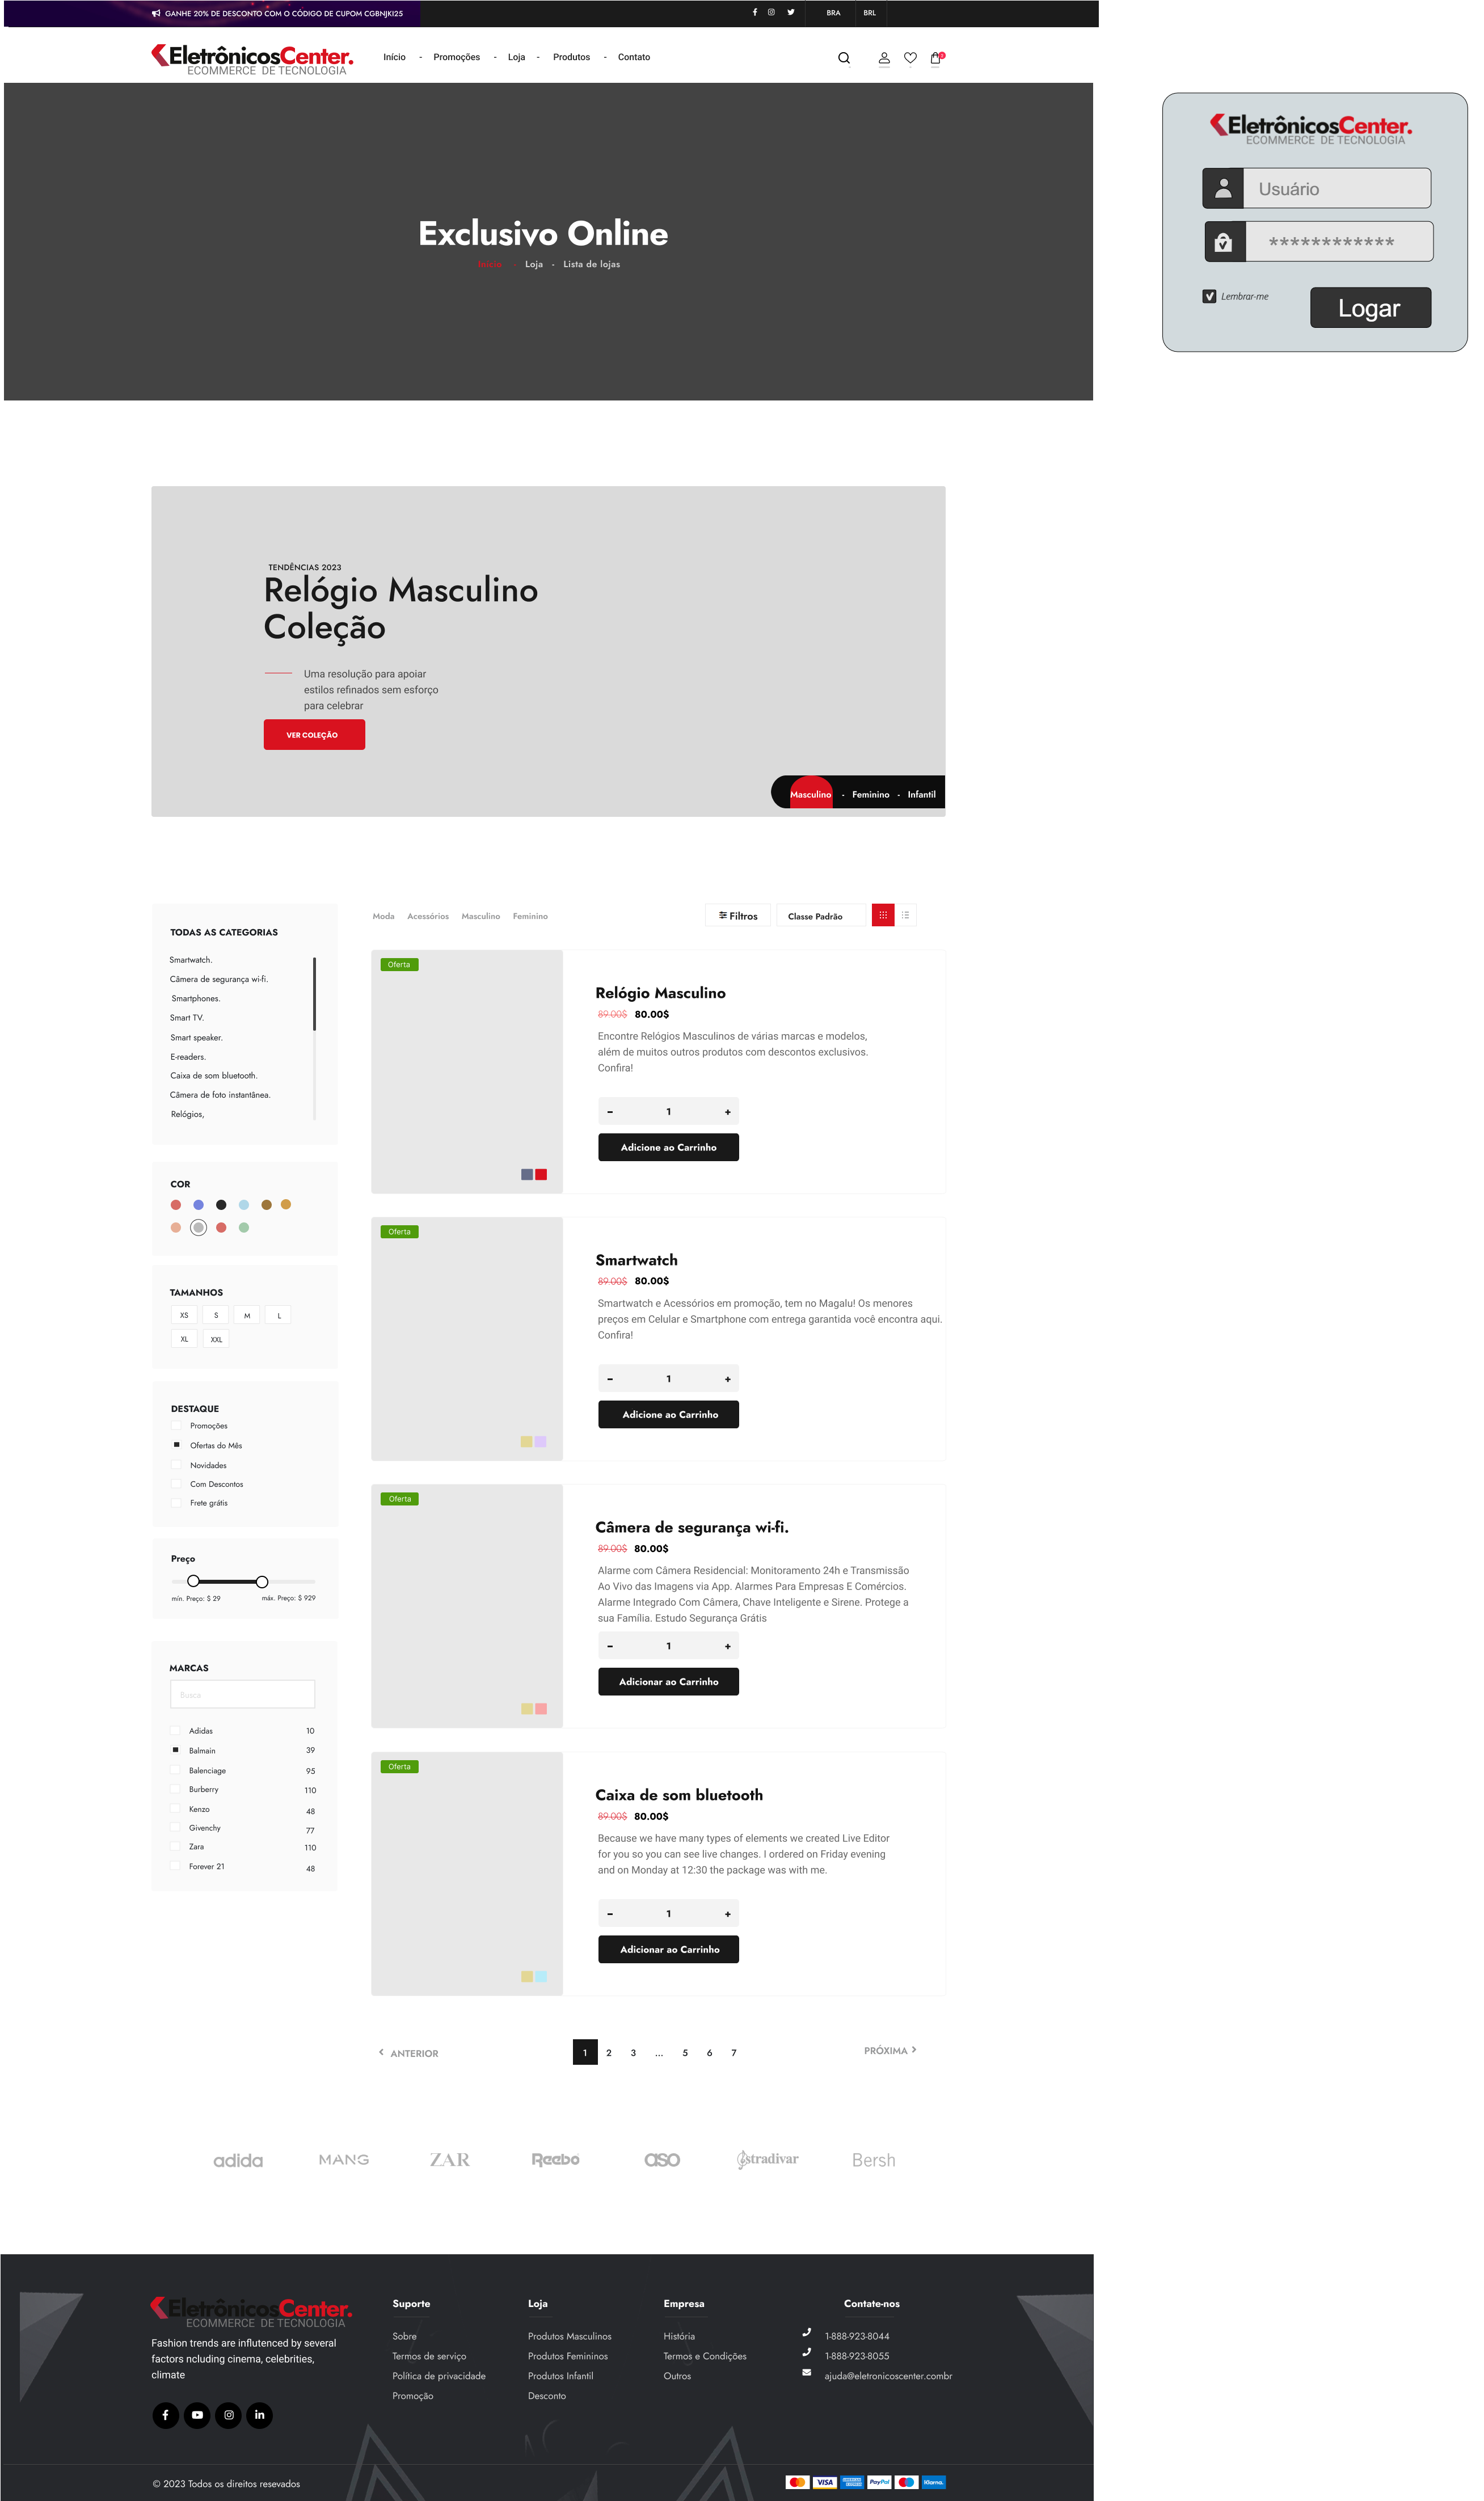 GANHE 20% DE DESCONTO COM O CÓDIGO DE CUPOM CGBNJKI25
BRA
BRL
EletrônicosCenter.
ECOMMERCE DE TECNOLOGIA
Início - Promoções - Loja - Produtos - Contato
Exclusivo Online
Início - Loja - Lista de lojas
EletrônicosCenter.
ECOMMERCE DE TECNOLOGIA
Usuário
************
Lembrar-me
Logar
TENDÊNCIAS 2023
Relógio Masculino
Coleção
Uma resolução para apoiar
estilos refinados sem esforço
para celebrar
VER COLEÇÃO
Masculino - Feminino - Infantil
TODAS AS CATEGORIAS
Smartwatch.
Câmera de segurança wi-fi.
Smartphones.
Smart TV.
Smart speaker.
E-readers.
Caixa de som bluetooth.
Câmera de foto instantânea.
Relógios,
COR
TAMANHOS
XS S M L
XL XXL
DESTAQUE
Promoções
Ofertas do Mês
Novidades
Com Descontos
Frete grátis
Preço
mín. Preço: $ 29
máx. Preço: $ 929
MARCAS
Busca
Adidas 10
Balmain 39
Balenciage 95
Burberry 110
Kenzo 48
Givenchy 77
Zara 110
Forever 21 48
Moda Acessórios Masculino Feminino
Filtros
Classe Padrão
Oferta
Relógio Masculino
89.00$ 80.00$
Encontre Relógios Masculinos de várias marcas e modelos,
além de muitos outros produtos com descontos exclusivos.
Confira!
- 1 +
Adicione ao Carrinho
Oferta
Smartwatch
89.00$ 80.00$
Smartwatch e Acessórios em promoção, tem no Magalu! Os menores
preços em Celular e Smartphone com entrega garantida você encontra aqui.
Confira!
- 1 +
Adicione ao Carrinho
Oferta
Câmera de segurança wi-fi.
89.00$ 80.00$
Alarme com Câmera Residencial: Monitoramento 24h e Transmissão
Ao Vivo das Imagens via App. Alarmes Para Empresas E Comércios.
Alarme Integrado Com Câmera, Chave Inteligente e Sirene. Protege a
sua Família. Estudo Segurança Grátis
- 1 +
Adicionar ao Carrinho
Oferta
Caixa de som bluetooth
89.00$ 80.00$
Because we have many types of elements we created Live Editor
for you so you can see live changes. I ordered on Friday evening
and on Monday at 12:30 the package was with me.
- 1 +
Adicionar ao Carrinho
ANTERIOR
1 2 3 ... 5 6 7
PRÓXIMA
adida
MANG
ZAR
Reebo
aso
stradivar
Bersh
EletrônicosCenter.
ECOMMERCE DE TECNOLOGIA
Fashion trends are influtenced by several
factors ncluding cinema, celebrities,
climate
Suporte
Sobre
Termos de serviço
Política de privacidade
Promoção
Loja
Produtos Masculinos
Produtos Femininos
Produtos Infantil
Desconto
Empresa
História
Termos e Condições
Outros
Contate-nos
1-888-923-8044
1-888-923-8055
ajuda@eletronicoscenter.combr
© 2023 Todos os direitos resevados
VISA
PayPal
Klarna.